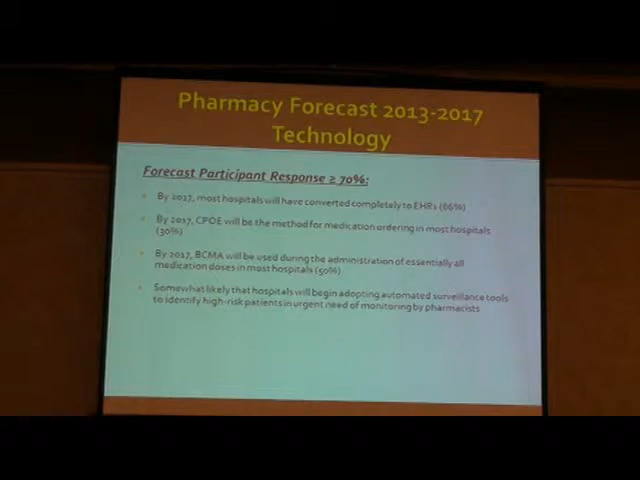 Pharmacy Forecast 2013-2017
Technology
Forecast Participant Response ≥ 70%:
By 2017, most hospitals will have converted completely to EHRs (86%)
By 2017, CPOE will be the method for medication ordering in most hospitals
(30%)
By 2017, BCMA will be used during the administration of essentially all
medication doses in most hospitals (50%)
Somewhat likely that hospitals will begin adopting automated surveillance tools
to identify high-risk patients in urgent need of monitoring by pharmacists